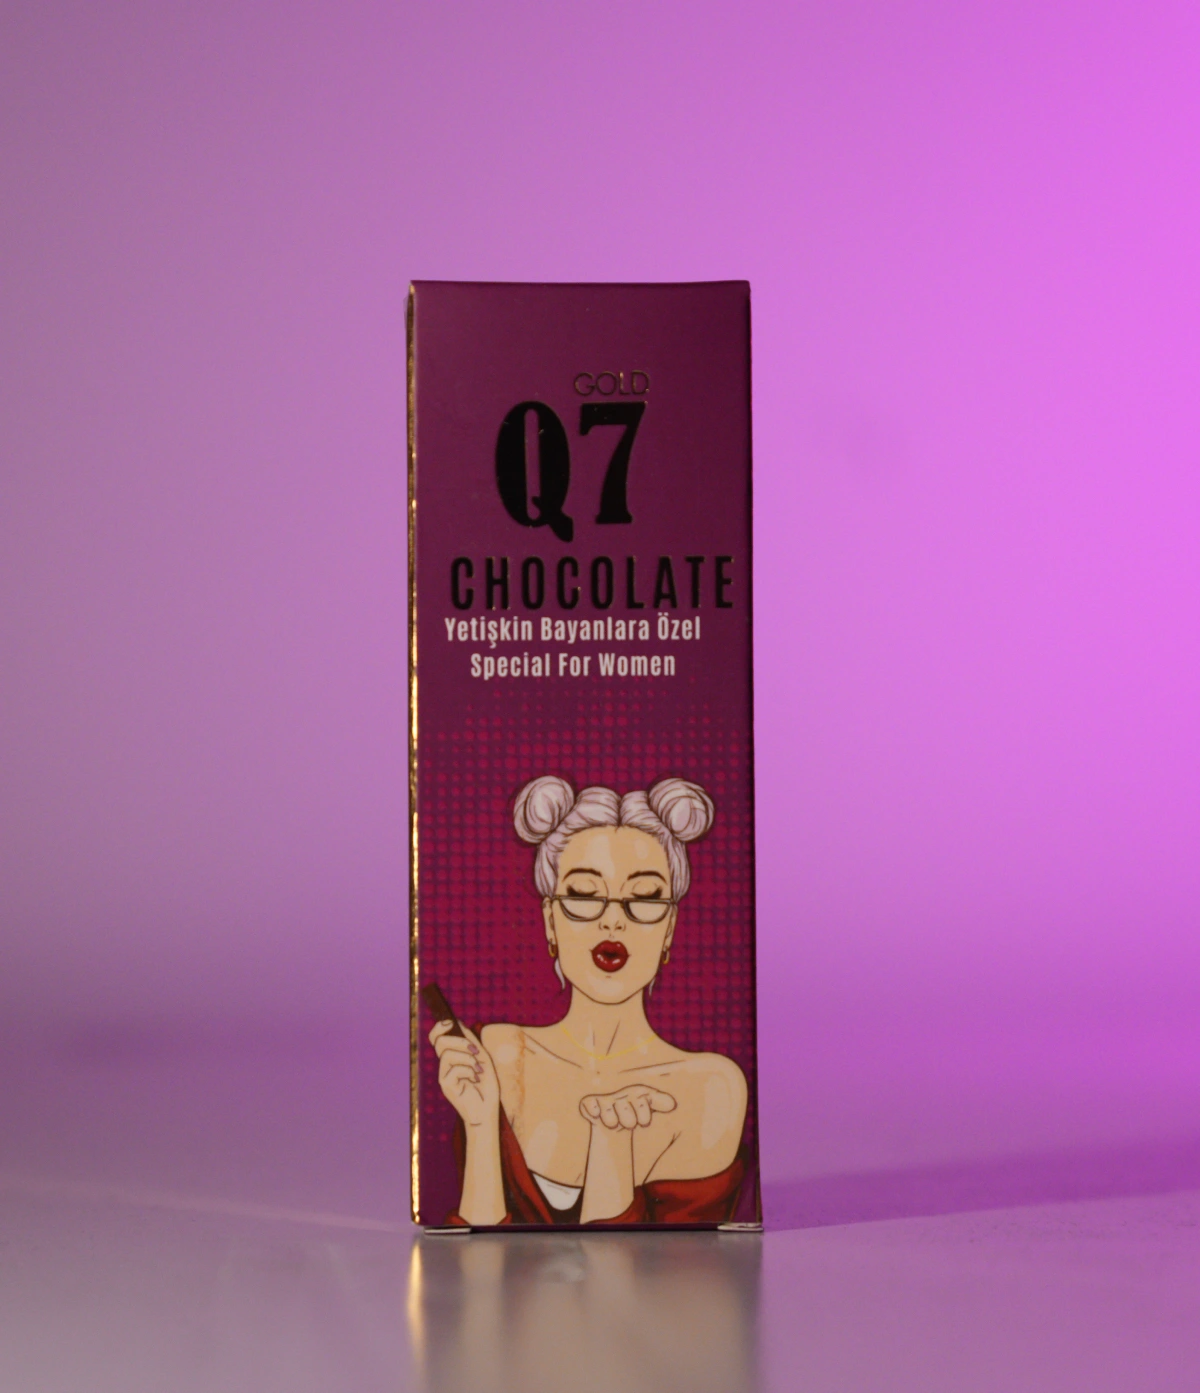 GOLD
Q7
CHOCOLATE
Yetişkin Bayanlara Özel
Special For Women